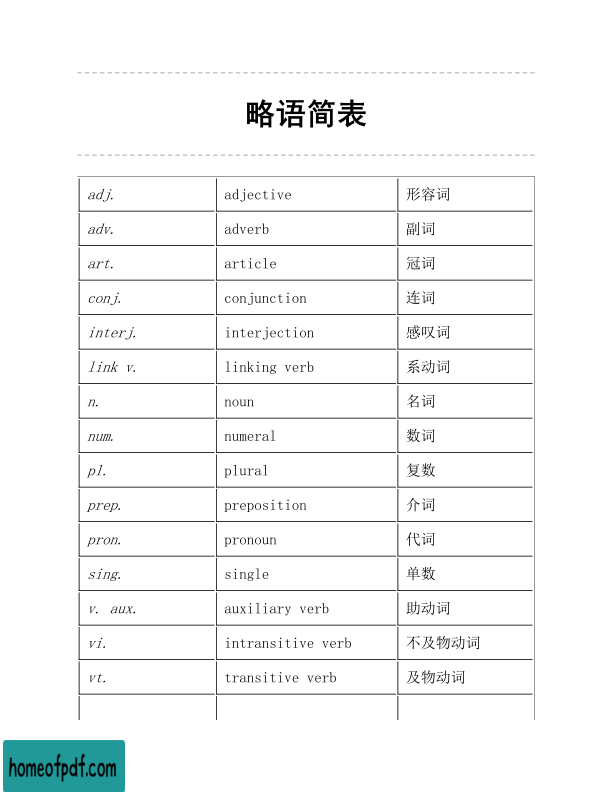 略语简表
adj. adjective 形容词
adv. adverb 副词
art. article 冠词
conj. conjunction 连词
interj. interjection 感叹词
link v. linking verb 系动词
n. noun 名词
num. numeral 数词
pl. plural 复数
prep. preposition 介词
pron. pronoun 代词
sing. single 单数
v. aux. auxiliary verb 助动词
vi. intransitive verb 不及物动词
vt. transitive verb 及物动词
homeofpdf.com